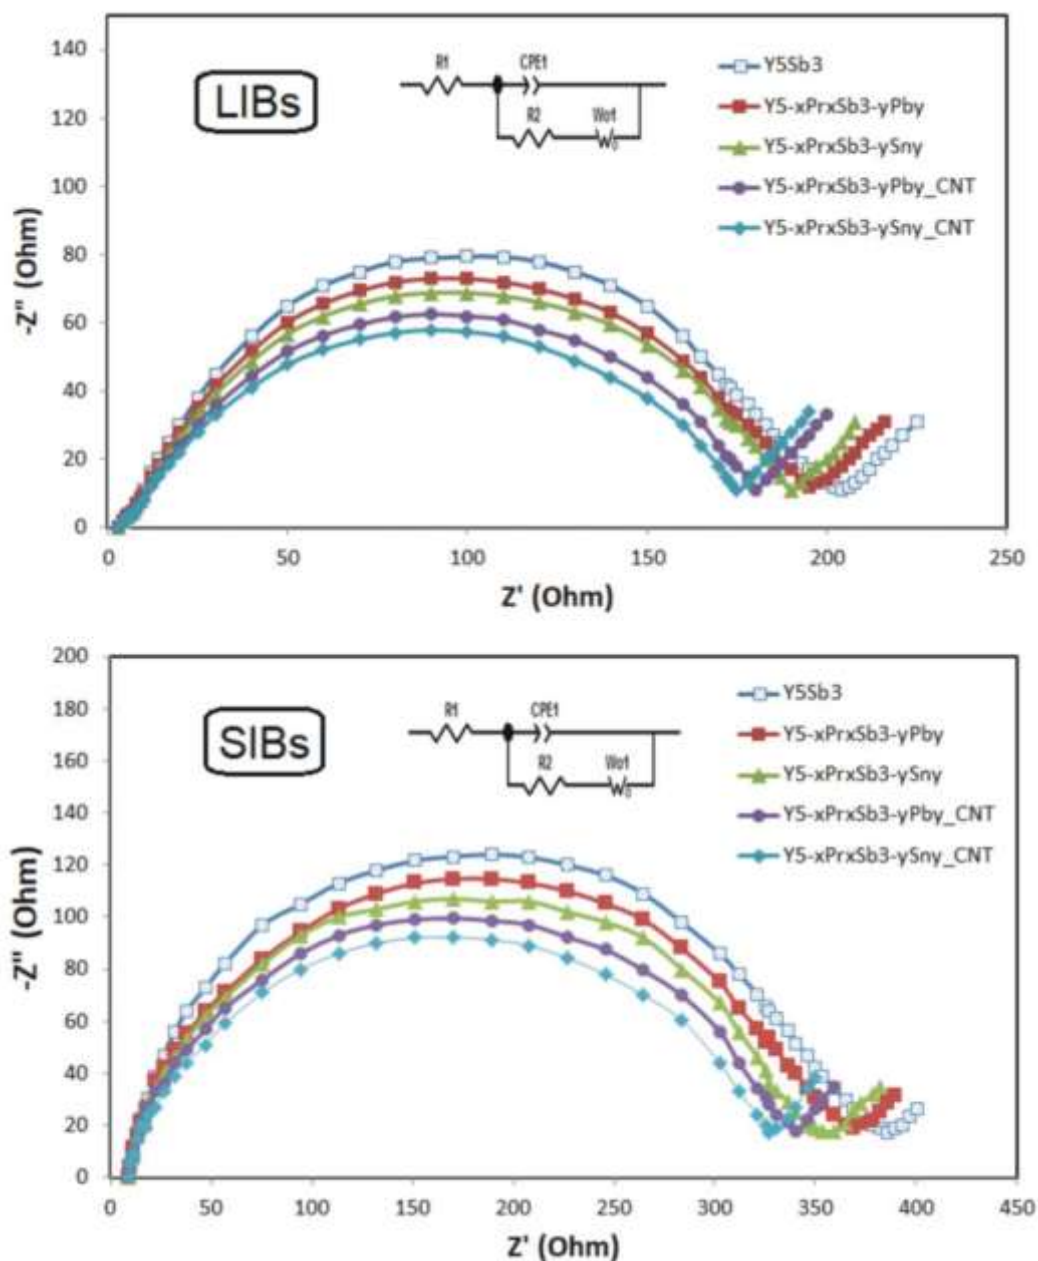 140
120
100
80
60
40
20
0
-Z" (Ohm)
LIBs
R1
CPE1
R2
Wo1
Y5Sb3
Y5-xPrxSb3-yPby
Y5-xPrxSb3-ySny
Y5-xPrxSb3-yPby_CNT
Y5-xPrxSb3-ySny_CNT
0 50 100 150 200 250
Z' (Ohm)
200
180
160
140
120
100
80
60
40
20
0
-Z" (Ohm)
SIBs
R1
CPE1
R2
Wo1
Y5Sb3
Y5-xPrxSb3-yPby
Y5-xPrxSb3-ySny
Y5-xPrxSb3-yPby_CNT
Y5-xPrxSb3-ySny_CNT
0 50 100 150 200 250 300 350 400 450
Z' (Ohm)